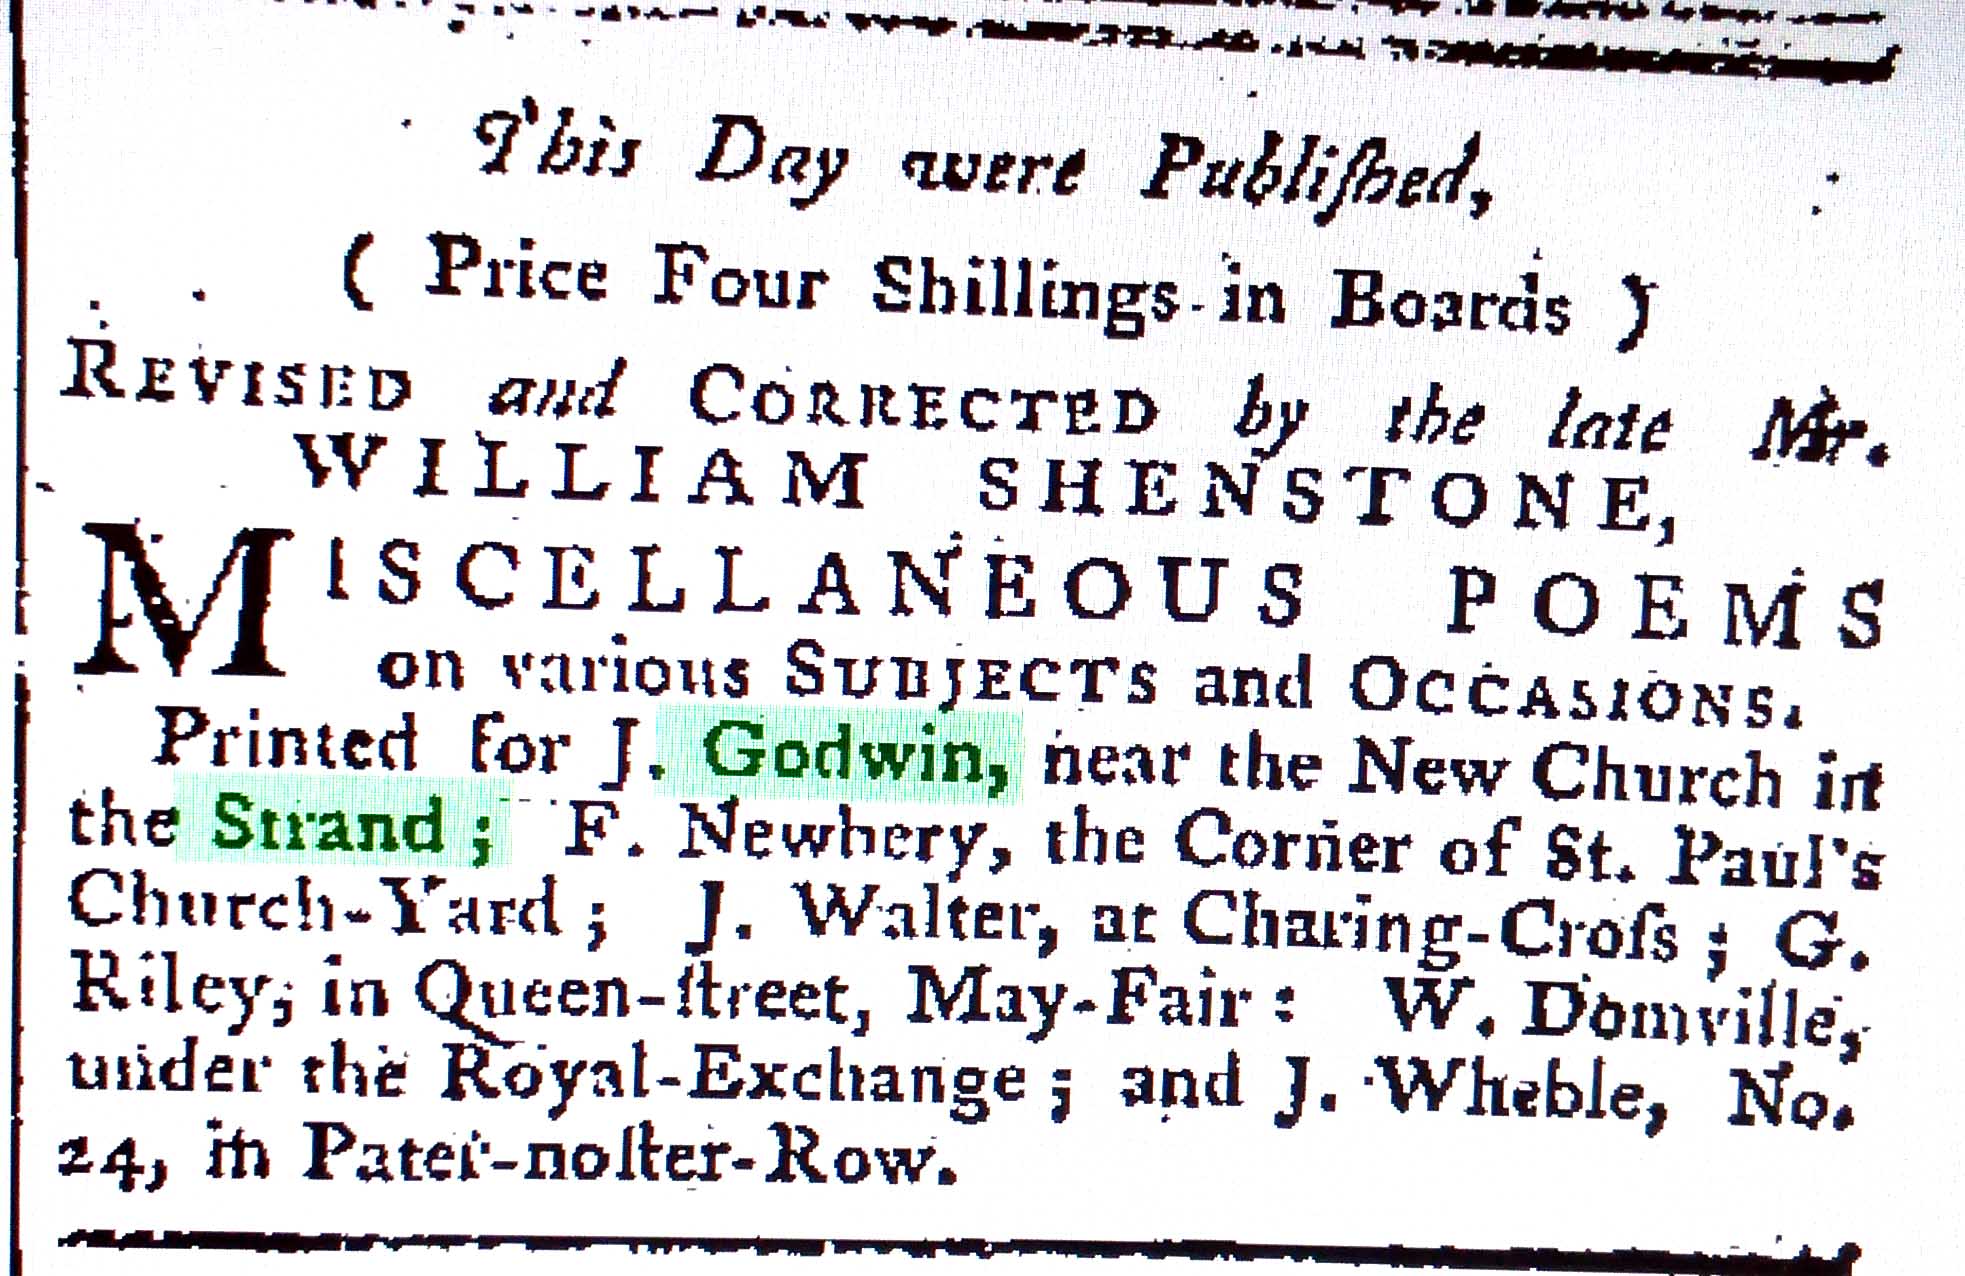 This Day were Publiſhed,
( Price Four Shillings in Boards )
REVISED and CORRECTED by the late Mr.
WILLIAM SHENSTONE,
MISCELLANEOUS POEMS
on various SUBJECTS and OCCASIONS.
Printed for J. Godwin, near the New Church in
the Strand; F. Newbery, the Corner of St. Paul's
Church-Yard; J. Walter, at Charing-Croſs; G.
Riley, in Queen-ſtreet, May-Fair: W. Domville,
under the Royal-Exchange; and J. Wheble, No.
24, in Pater-noſter-Row.